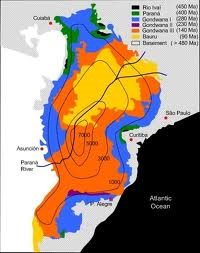 Rio Ivaí (450 Ma)
Paraná (400 Ma)
Gondwana I (280 Ma)
Gondwana II (230 Ma)
Gondwana III (140 Ma)
Bauru (90 Ma)
Basement (> 480 Ma)
Cuiabá
São Paulo
Asunción
Curitiba
7000
5000
3000
Paraná
River
1000
Alegre
Atlantic
Ocean